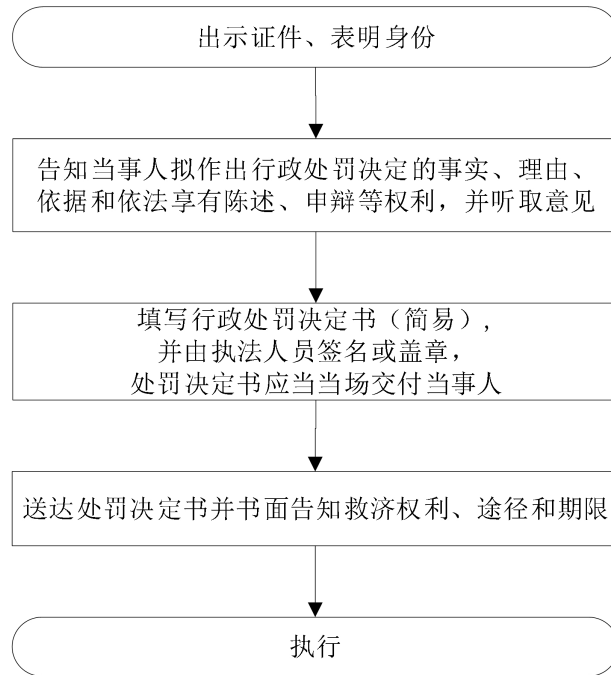 出示证件、表明身份
告知当事人拟作出行政处罚决定的事实、理由、
依据和依法享有陈述、申辩等权利，并听取意见
填写行政处罚决定书（简易），
并由执法人员签名或盖章，
处罚决定书应当当场交付当事人
送达处罚决定书并书面告知救济权利、途径和期限
执行